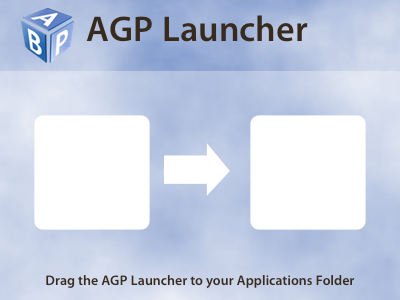 A
B P
AGP Launcher
Drag the AGP Launcher to your Applications Folder